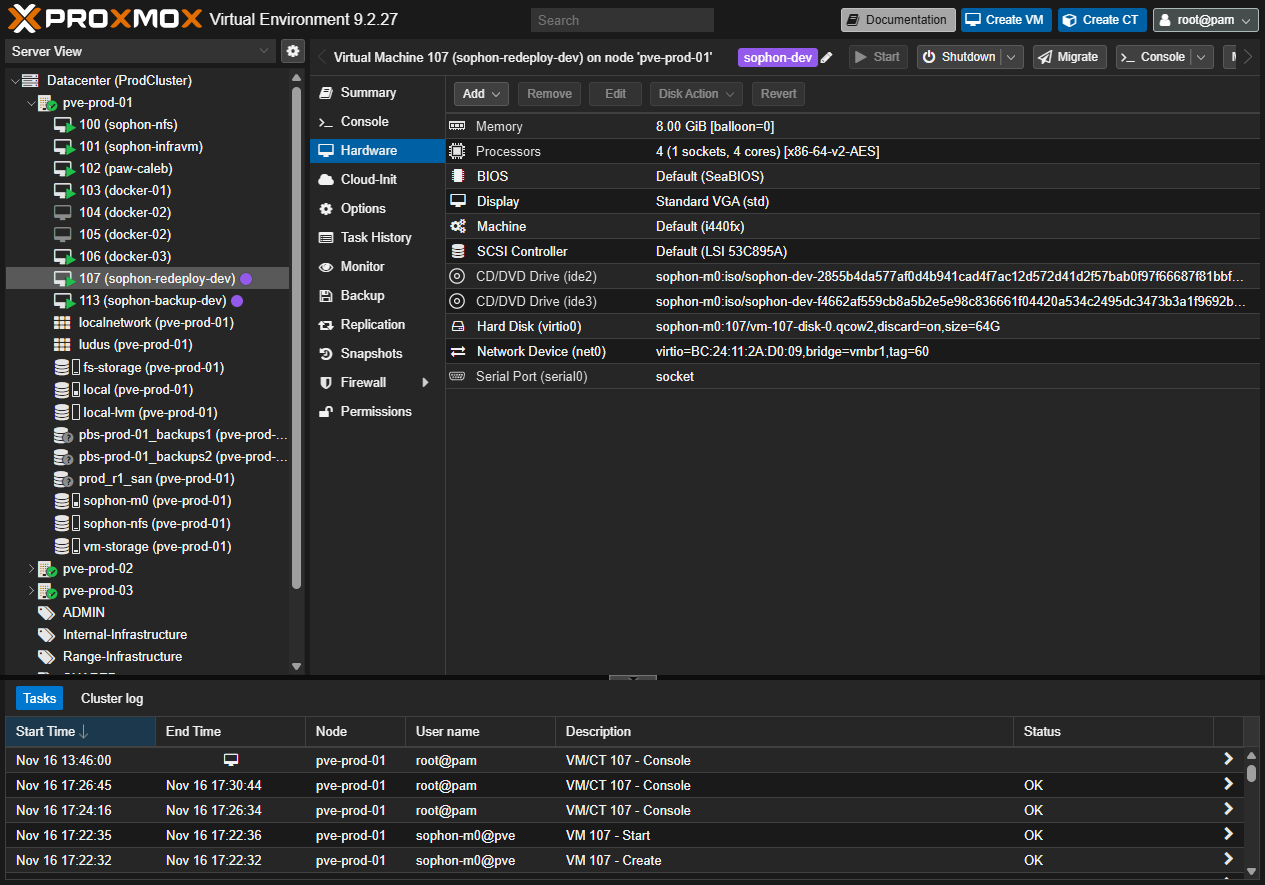 PROXMOX Virtual Environment 9.2.27 Search Documentation Create VM Create CT root@pam
Server View
Virtual Machine 107 (sophon-redeploy-dev) on node 'pve-prod-01' sophon-dev Start Shutdown Migrate Console
Datacenter (ProdCluster)
pve-prod-01
100 (sophon-nfs)
101 (sophon-infravm)
102 (paw-caleb)
103 (docker-01)
104 (docker-02)
105 (docker-02)
106 (docker-03)
107 (sophon-redeploy-dev)
113 (sophon-backup-dev)
localnetwork (pve-prod-01)
ludus (pve-prod-01)
fs-storage (pve-prod-01)
local (pve-prod-01)
local-lvm (pve-prod-01)
pbs-prod-01_backups1 (pve-prod-...
pbs-prod-01_backups2 (pve-prod-...
prod_r1_san (pve-prod-01)
sophon-m0 (pve-prod-01)
sophon-nfs (pve-prod-01)
vm-storage (pve-prod-01)
pve-prod-02
pve-prod-03
ADMIN
Internal-Infrastructure
Range-Infrastructure
Summary
Console
Hardware
Cloud-Init
Options
Task History
Monitor
Backup
Replication
Snapshots
Firewall
Permissions
Add Remove Edit Disk Action Revert
Memory 8.00 GiB [balloon=0]
Processors 4 (1 sockets, 4 cores) [x86-64-v2-AES]
BIOS Default (SeaBIOS)
Display Standard VGA (std)
Machine Default (i440fx)
SCSI Controller Default (LSI 53C895A)
CD/DVD Drive (ide2) sophon-m0:iso/sophon-dev-2855b4da577af0d4b941cad4f7ac12d572d41d2f57bab0f97f66687f81bbf...
CD/DVD Drive (ide3) sophon-m0:iso/sophon-dev-f4662af559cb8a5b2e5e98c836661f04420a534c2495dc3473b3a1f9692b...
Hard Disk (virtio0) sophon-m0:107/vm-107-disk-0.qcow2,discard=on,size=64G
Network Device (net0) virtio=BC:24:11:2A:D0:09,bridge=vmbr1,tag=60
Serial Port (serial0) socket
Tasks Cluster log
Start Time End Time Node User name Description Status
Nov 16 13:46:00 pve-prod-01 root@pam VM/CT 107 - Console
Nov 16 17:26:45 Nov 16 17:30:44 pve-prod-01 root@pam VM/CT 107 - Console OK
Nov 16 17:24:16 Nov 16 17:26:34 pve-prod-01 root@pam VM/CT 107 - Console OK
Nov 16 17:22:35 Nov 16 17:22:36 pve-prod-01 sophon-m0@pve VM 107 - Start OK
Nov 16 17:22:32 Nov 16 17:22:32 pve-prod-01 sophon-m0@pve VM 107 - Create OK